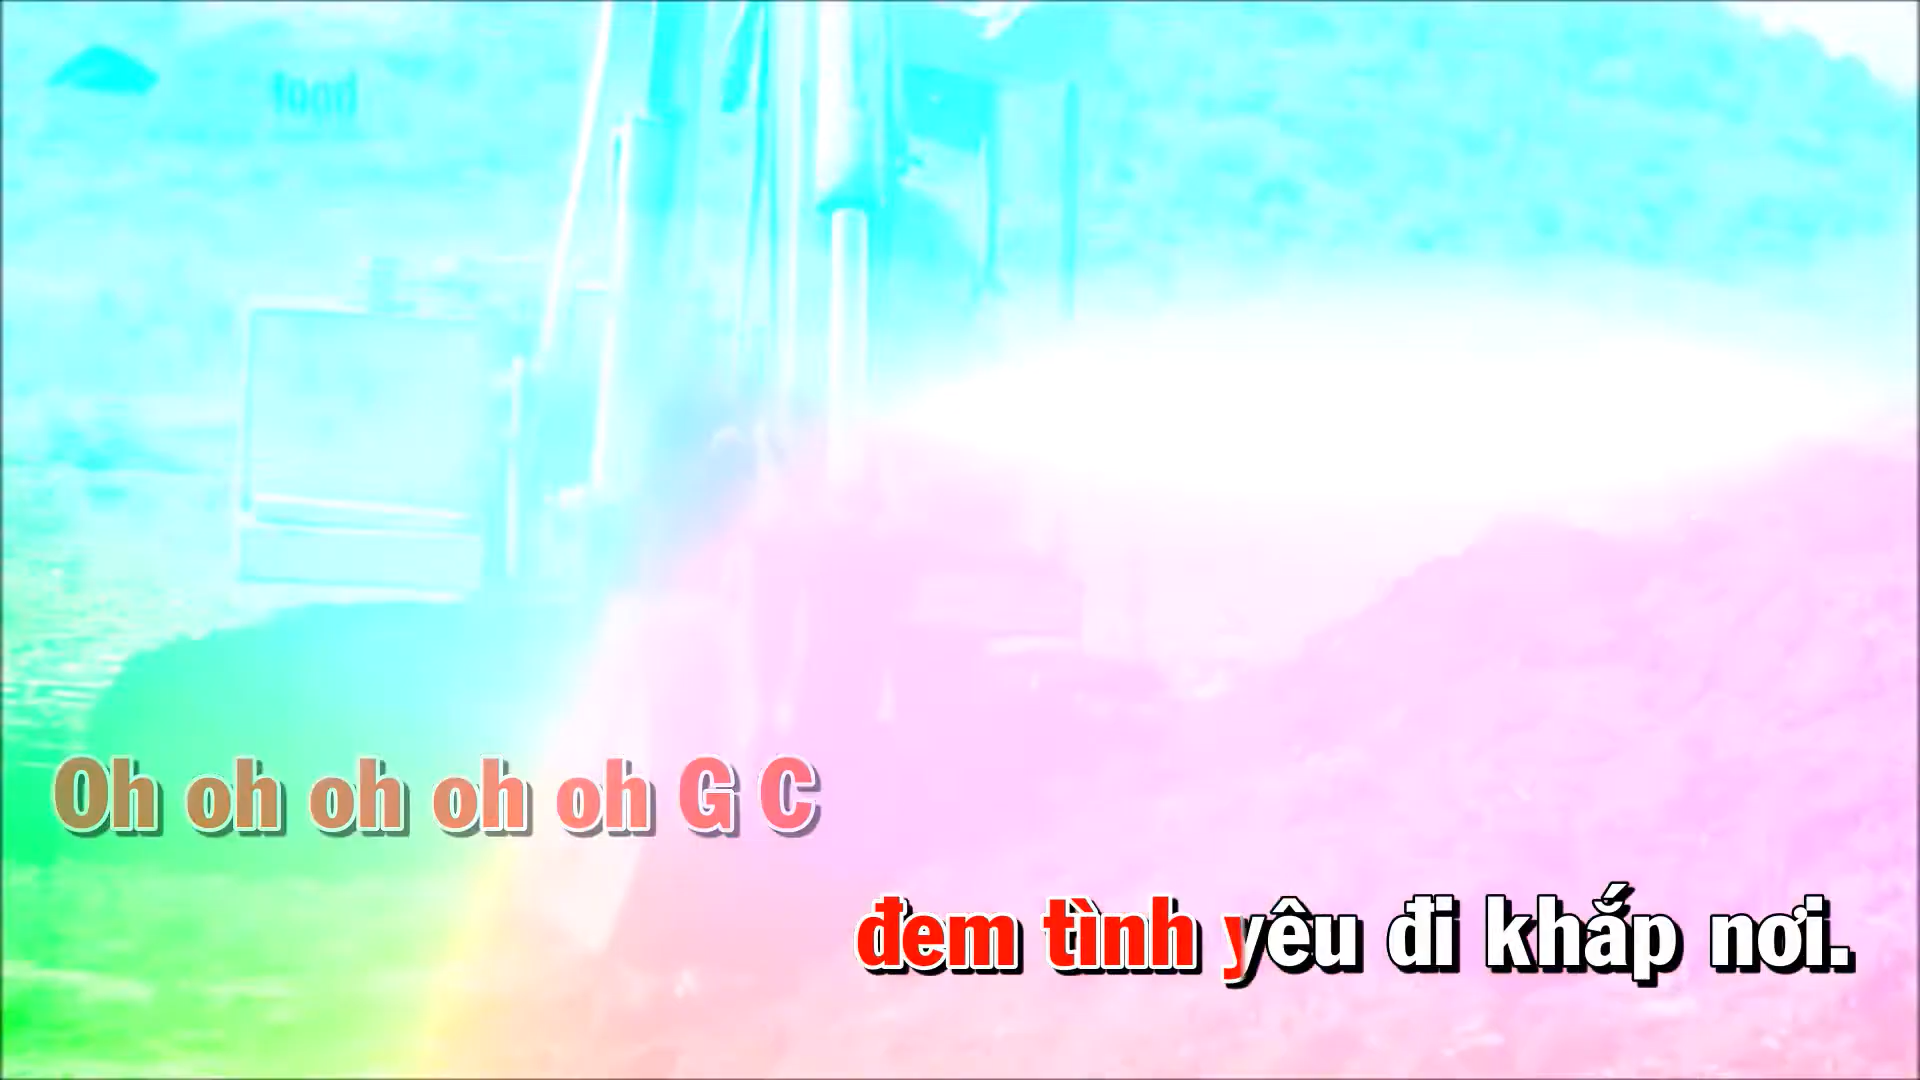 Oh oh oh oh oh G C
đem tình yêu đi khắp nơi.